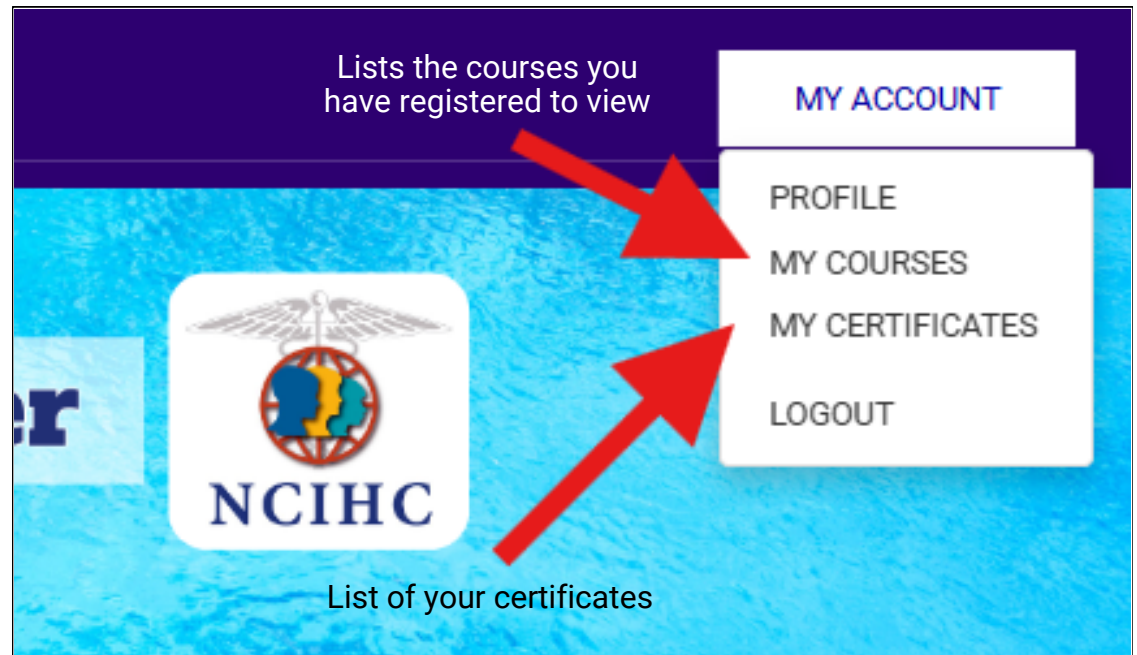 Lists the courses you
have registered to view
MY ACCOUNT
PROFILE
MY COURSES
MY CERTIFICATES
LOGOUT
er
NCIHC
List of your certificates